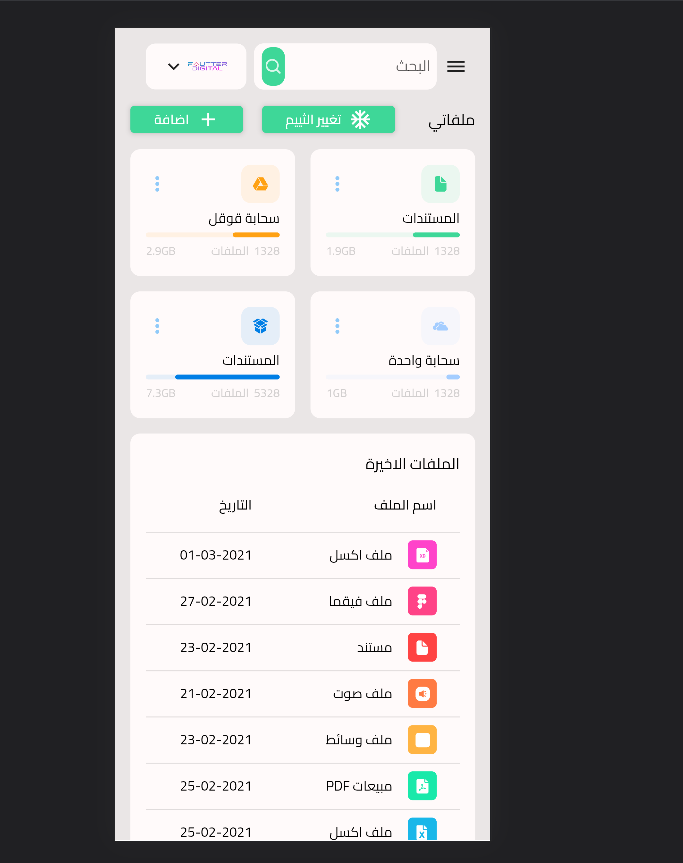 البحث
FLUTTER DIGITAL
ملفاتي
تغيير الثييم
اضافة
المستندات
1328 الملفات 1.9GB
سحابة قوقل
1328 الملفات 2.9GB
سحابة واحدة
1328 الملفات 1GB
المستندات
5328 الملفات 7.3GB
الملفات الاخيرة
اسم الملف التاريخ
ملف اكسل 01-03-2021
ملف فيقما 27-02-2021
مستند 23-02-2021
ملف صوت 21-02-2021
ملف وسائط 23-02-2021
مبيعات PDF 25-02-2021
ملف اكسل 25-02-2021